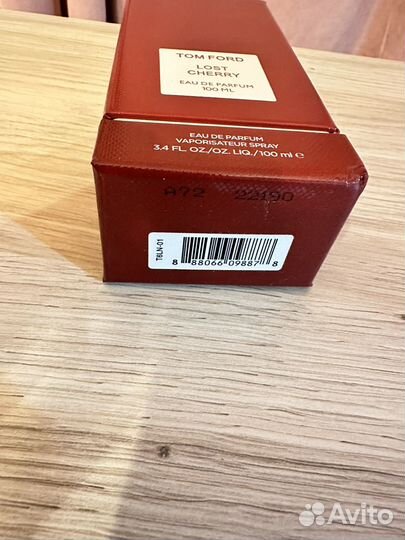 TOM FORD
LOST
CHERRY
EAU DE PARFUM
100 ML
EAU DE PARFUM
VAPORISATEUR SPRAY
3.4 FL. OZ./OZ. LIQ./100 ml ℮
A72 22190
T6LN-01
8 88066 09887 8
Avito